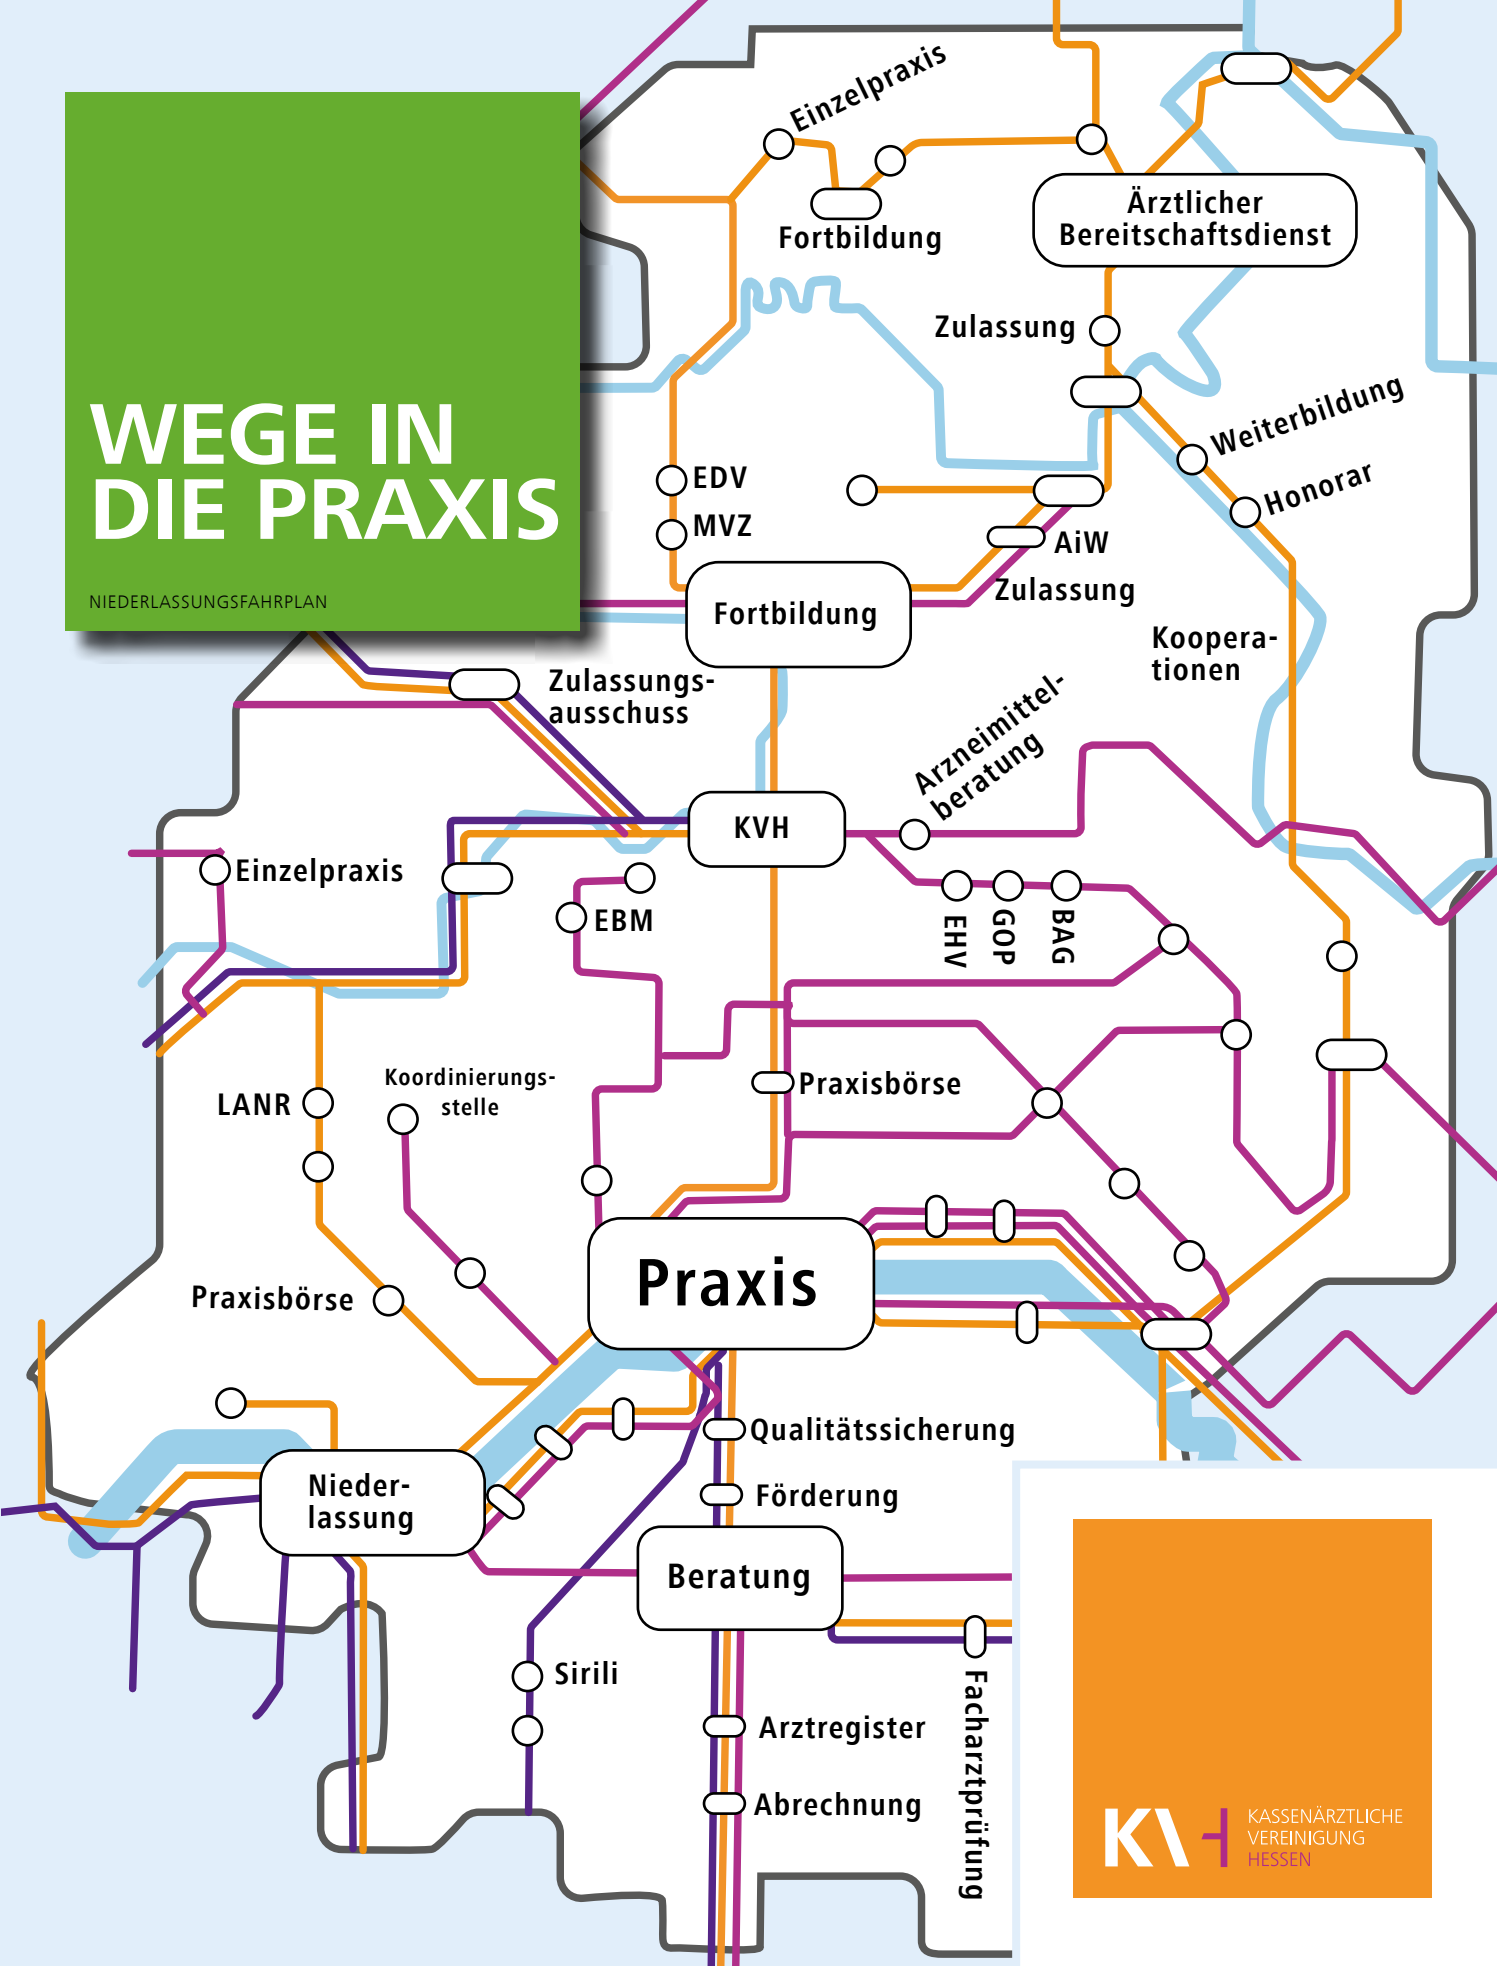 WEGE IN
DIE PRAXIS
NIEDERLASSUNGSFAHRPLAN
Einzelpraxis
Fortbildung
Ärztlicher
Bereitschaftsdienst
Zulassung
Weiterbildung
Honorar
EDV
MVZ
AiW
Zulassung
Fortbildung
Koopera-
tionen
Zulassungs-
ausschuss
Arzneimittel-
beratung
KVH
Einzelpraxis
EBM
EHV
GOP
BAG
Koordinierungs-
stelle
LANR
Praxisbörse
Praxisbörse
Praxis
Qualitätssicherung
Förderung
Nieder-
lassung
Beratung
Sirili
Arztregister
Abrechnung
Facharztprüfung
KVH
KASSENÄRZTLICHE
VEREINIGUNG
HESSEN